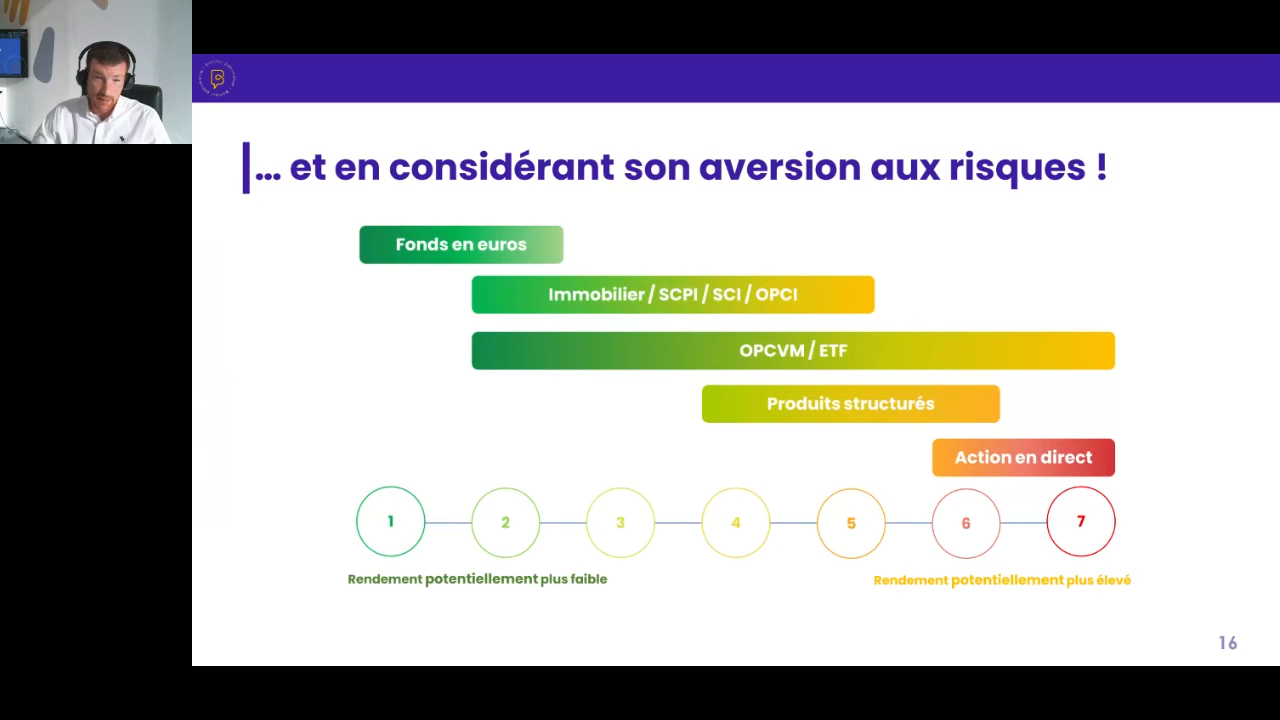 ... et en considérant son aversion aux risques !
Fonds en euros
Immobilier / SCPI / SCI / OPCI
OPCVM / ETF
Produits structurés
Action en direct
1 2 3 4 5 6 7
Rendement potentiellement plus faible
Rendement potentiellement plus élevé
16